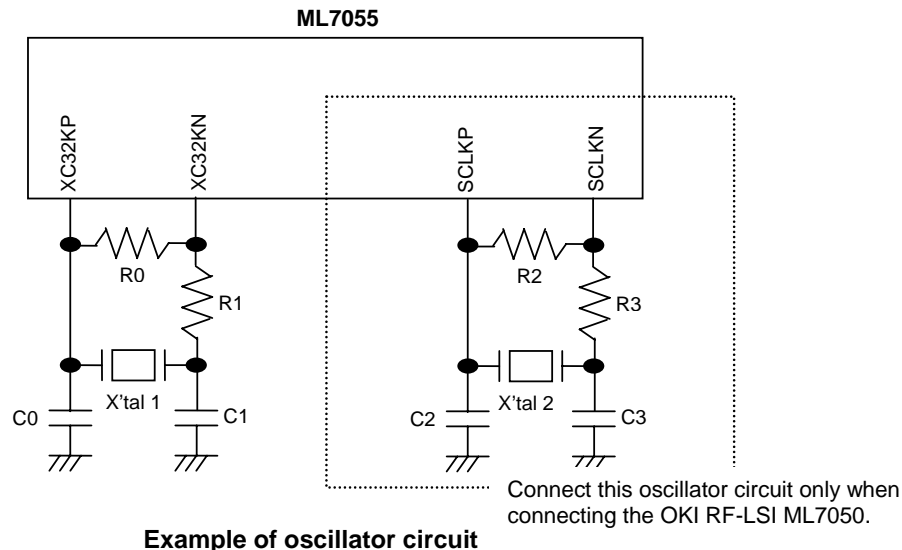 ML7055
XC32KP
XC32KN
SCLKP
SCLKN
R0
R1
R2
R3
X'tal 1
X'tal 2
C0
C1
C2
C3
Connect this oscillator circuit only when
connecting the OKI RF-LSI ML7050.
Example of oscillator circuit